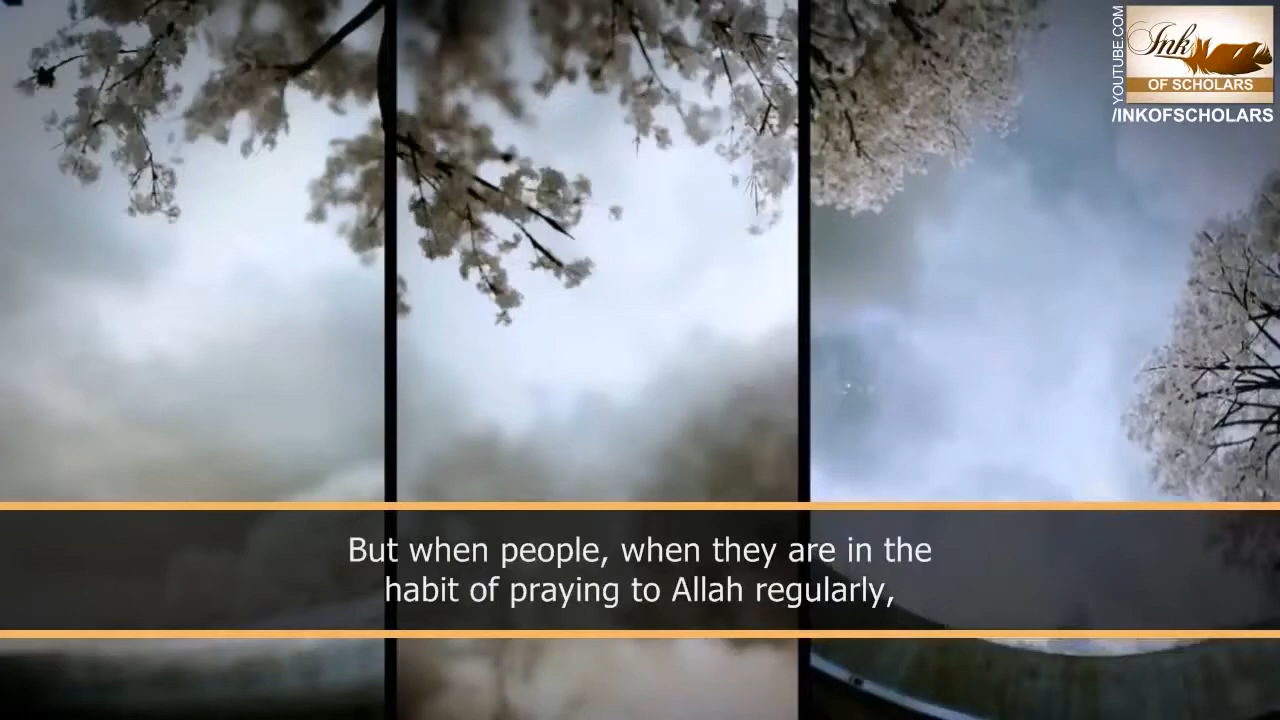 YOUTUBE.COM
Ink
OF SCHOLARS
/INKOFSCHOLARS
But when people, when they are in the
habit of praying to Allah regularly,